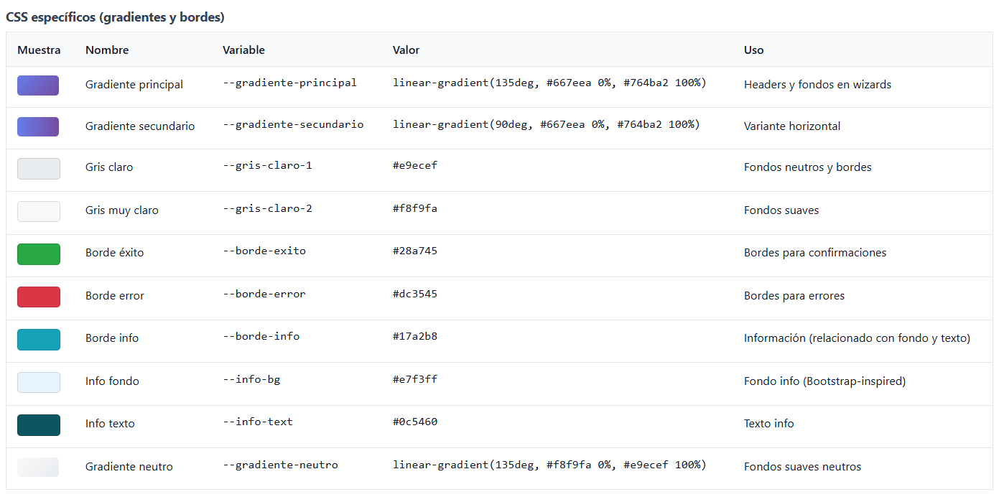 CSS específicos (gradientes y bordes)
Muestra Nombre Variable Valor Uso
Gradiente principal --gradiente-principal linear-gradient(135deg, #667eea 0%, #764ba2 100%) Headers y fondos en wizards
Gradiente secundario --gradiente-secundario linear-gradient(90deg, #667eea 0%, #764ba2 100%) Variante horizontal
Gris claro --gris-claro-1 #e9ecef Fondos neutros y bordes
Gris muy claro --gris-claro-2 #f8f9fa Fondos suaves
Borde éxito --borde-exito #28a745 Bordes para confirmaciones
Borde error --borde-error #dc3545 Bordes para errores
Borde info --borde-info #17a2b8 Información (relacionado con fondo y texto)
Info fondo --info-bg #e7f3ff Fondo info (Bootstrap-inspired)
Info texto --info-text #0c5460 Texto info
Gradiente neutro --gradiente-neutro linear-gradient(135deg, #f8f9fa 0%, #e9ecef 100%) Fondos suaves neutros